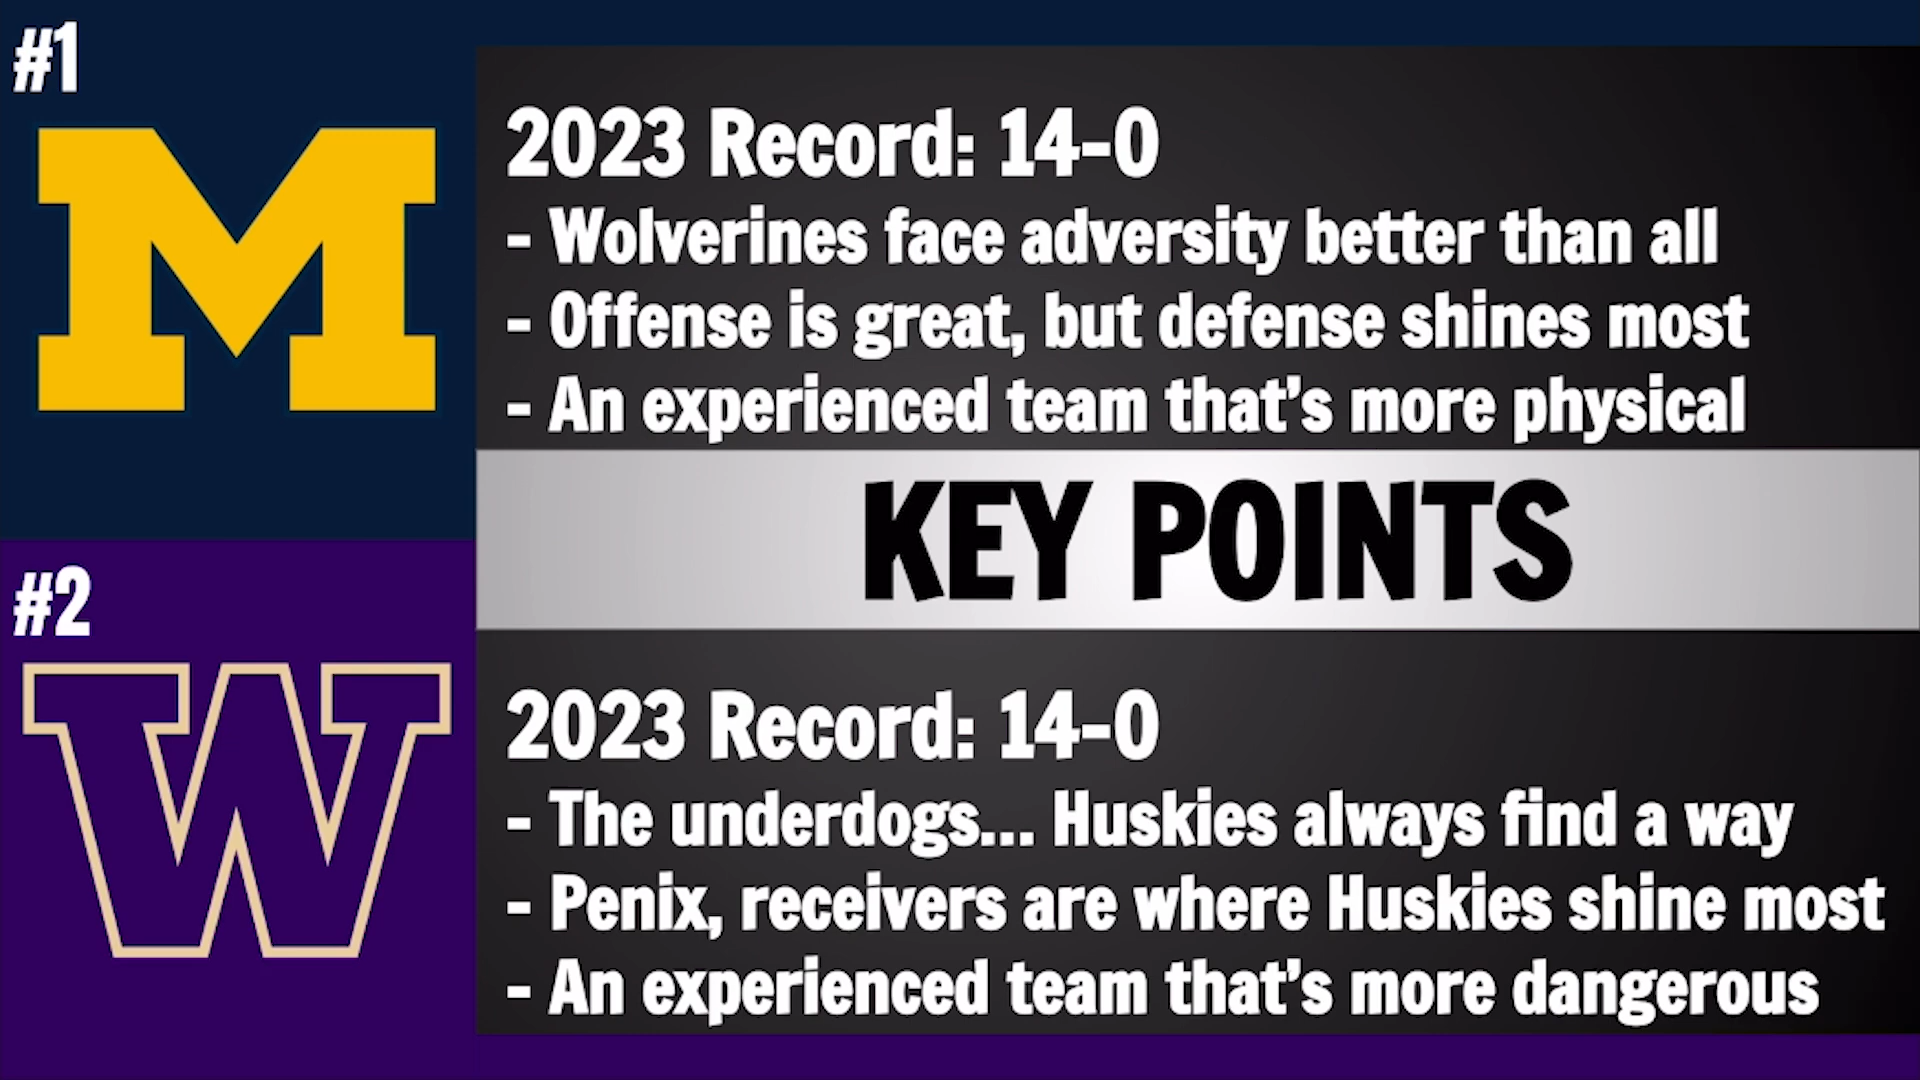 #1
M
2023 Record: 14-0
- Wolverines face adversity better than all
- Offense is great, but defense shines most
- An experienced team that's more physical
KEY POINTS
#2
W
2023 Record: 14-0
- The underdogs... Huskies always find a way
- Penix, receivers are where Huskies shine most
- An experienced team that's more dangerous